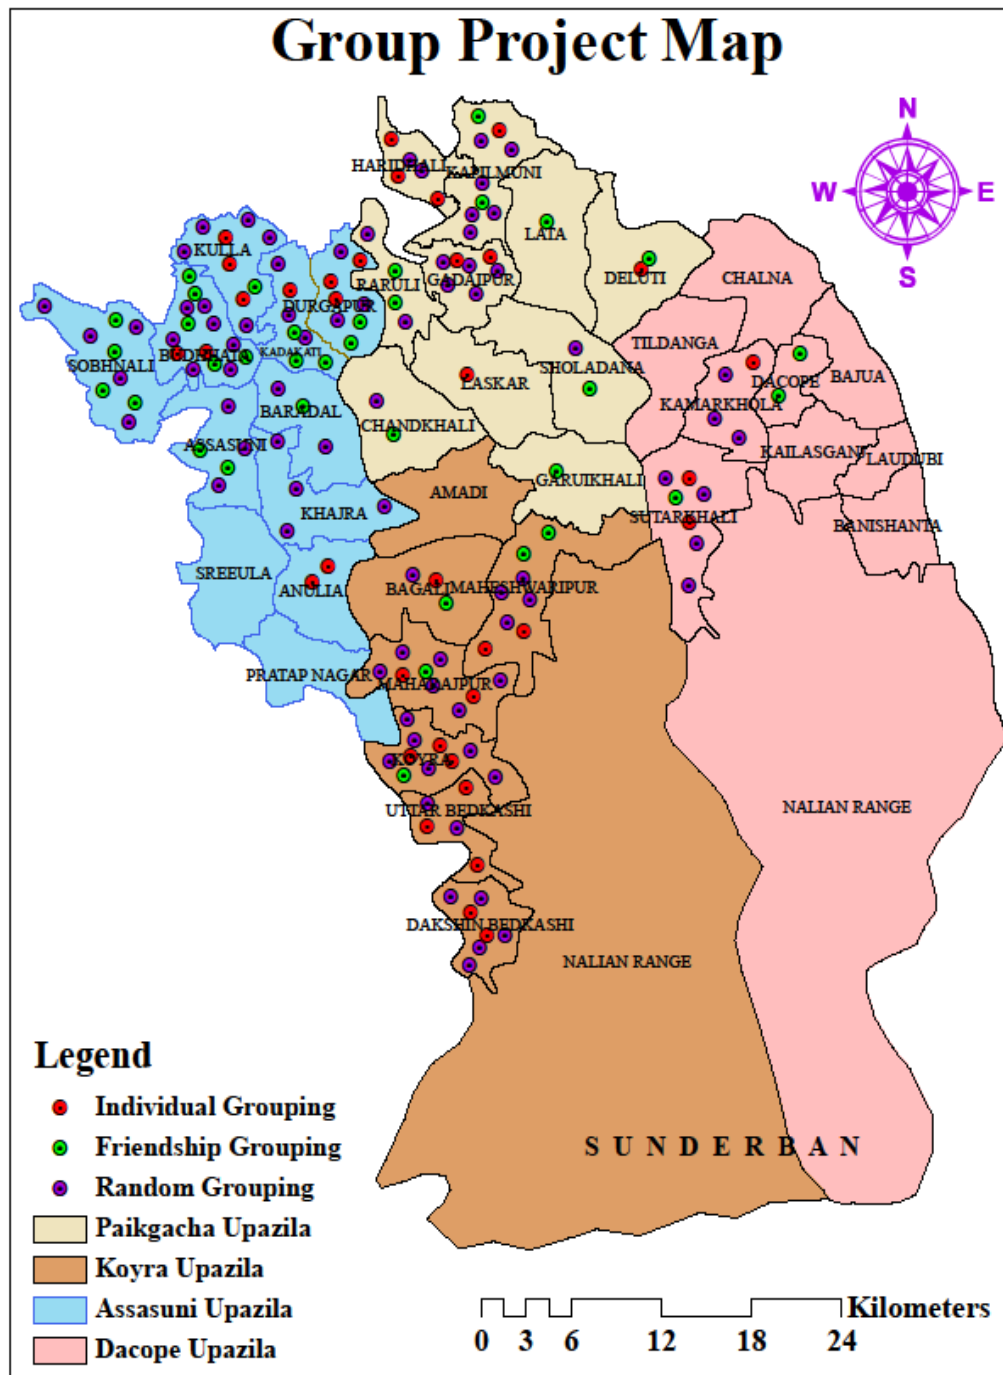 Group Project Map
N
W E
S
HARIDHALI
KAPILMUNI
KULLA
LATA
RARULI
GADAIPUR
DELUTI
CHALNA
DURGAPUR
TILDANGA
KADAKATI
BUDHHATA
SOBHNALI
LASKAR
SHOLADANA
DACOPE
BAJUA
KAMARKHOLA
BARADAL
CHANDKHALI
ASSASUNI
KAILASGANJ
LAUDUBI
GARUIKHALI
AMADI
KHAJRA
SUTARKHALI
BANISHANTA
SREEULA
ANULIA
BAGALI
MAHESHWARIPUR
PRATAP NAGAR
MAHARAJPUR
KOYRA
UTTAR BEDKASHI
NALIAN RANGE
DAKSHIN BEDKASHI
NALIAN RANGE
Legend
Individual Grouping
Friendship Grouping
Random Grouping
SUNDERBAN
Paikgacha Upazila
Koyra Upazila
Assasuni Upazila
Dacope Upazila
Kilometers
0 3 6 12 18 24